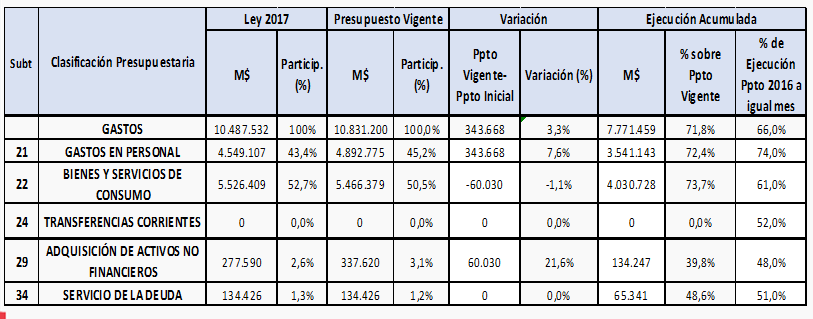 Subt Clasificación Presupuestaria Ley 2017 Presupuesto Vigente Variación Ejecución Acumulada
M$ Particip. (%) M$ Particip. (%) Ppto Vigente- Ppto Inicial Variación (%) M$ % sobre Ppto Vigente % de Ejecución Ppto 2016 a igual mes
GASTOS 10.487.532 100% 10.831.200 100,0% 343.668 3,3% 7.771.459 71,8% 66,0%
21 GASTOS EN PERSONAL 4.549.107 43,4% 4.892.775 45,2% 343.668 7,6% 3.541.143 72,4% 74,0%
22 BIENES Y SERVICIOS DE CONSUMO 5.526.409 52,7% 5.466.379 50,5% -60.030 -1,1% 4.030.728 73,7% 61,0%
24 TRANSFERENCIAS CORRIENTES 0 0,0% 0 0,0% 0 0,0% 0 0,0% 52,0%
29 ADQUISICIÓN DE ACTIVOS NO FINANCIEROS 277.590 2,6% 337.620 3,1% 60.030 21,6% 134.247 39,8% 48,0%
34 SERVICIO DE LA DEUDA 134.426 1,3% 134.426 1,2% 0 0,0% 65.341 48,6% 51,0%